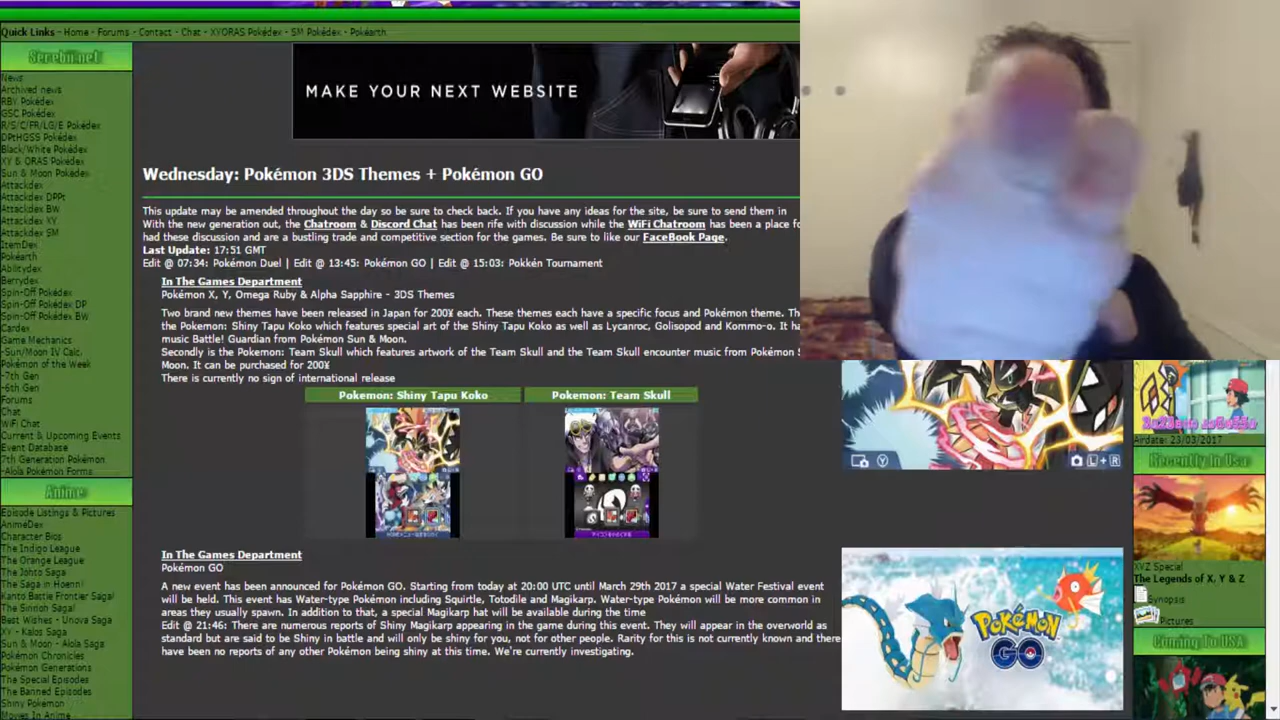 Quick Links - Home - Forums - Contact - Chat - XYORAS Pokédex - SM Pokédex - Pokéarth
Serebii.net
News
Archived news
RBY Pokédex
GSC Pokédex
R/S/C/FR/LG/E Pokédex
DPtHGSS Pokédex
Black/White Pokédex
XY & ORAS Pokédex
Sun & Moon Pokédex
Attackdex
Attackdex DPPt
Attackdex BW
Attackdex XY
Attackdex SM
ItemDex
Pokéarth
Abilitydex
Berrydex
Spin-Off Pokédex
Spin-Off Pokédex DP
Spin-Off Pokédex BW
Cardex
Game Mechanics
-Sun/Moon IV Calc.
Pokémon of the Week
-7th Gen
-6th Gen
Forums
Chat
WiFi Chat
Current & Upcoming Events
Event Database
7th Generation Pokémon
-Alola Pokémon Forms
Anime
Episode Listings & Pictures
AnimeDex
Character Bios
The Indigo League
The Orange League
The Johto Saga
The Saga in Hoenn!
Kanto Battle Frontier Saga!
The Sinnoh Saga!
Best Wishes - Unova Saga
XY - Kalos Saga
Sun & Moon - Alola Saga
Pokémon Chronicles
Pokémon Generations
The Special Episodes
The Banned Episodes
Shiny Pokémon
Movies In Anime
MAKE YOUR NEXT WEBSITE
Wednesday: Pokémon 3DS Themes + Pokémon GO
This update may be amended throughout the day so be sure to check back. If you have any ideas for the site, be sure to send them in
With the new generation out, the Chatroom & Discord Chat has been rife with discussion while the WiFi Chatroom has been a place fo
had these discussion and are a bustling trade and competitive section for the games. Be sure to like our FaceBook Page.
Last Update: 17:51 GMT
Edit @ 07:34: Pokémon Duel | Edit @ 13:45: Pokémon GO | Edit @ 15:03: Pokkén Tournament
In The Games Department
Pokémon X, Y, Omega Ruby & Alpha Sapphire - 3DS Themes
Two brand new themes have been released in Japan for 200¥ each. These themes each have a specific focus and Pokémon theme. Th
the Pokemon: Shiny Tapu Koko which features special art of the Shiny Tapu Koko as well as Lycanroc, Golisopod and Kommo-o. It ha
music Battle! Guardian from Pokémon Sun & Moon.
Secondly is the Pokemon: Team Skull which features artwork of the Team Skull and the Team Skull encounter music from Pokémon S
Moon. It can be purchased for 200¥
There is currently no sign of international release
Pokemon: Shiny Tapu Koko Pokemon: Team Skull
In The Games Department
Pokémon GO
A new event has been announced for Pokémon GO. Starting from today at 20:00 UTC until March 29th 2017 a special Water Festival event
will be held. This event has Water-type Pokémon including Squirtle, Totodile and Magikarp. Water-type Pokémon will be more common in
areas they usually spawn. In addition to that, a special Magikarp hat will be available during the time
Edit @ 21:46: There are numerous reports of Shiny Magikarp appearing in the game during this event. They will appear in the overworld as
standard but are said to be Shiny in battle and will only be shiny for you, not for other people. Rarity for this is not currently known and there
have been no reports of any other Pokémon being shiny at this time. We're currently investigating.
Y
L+R
POKÉMON
GO
Airdate: 23/03/2017
Recently In Usa
XYZ Special
The Legends of X, Y & Z
Synopsis
Pictures
Coming To USA